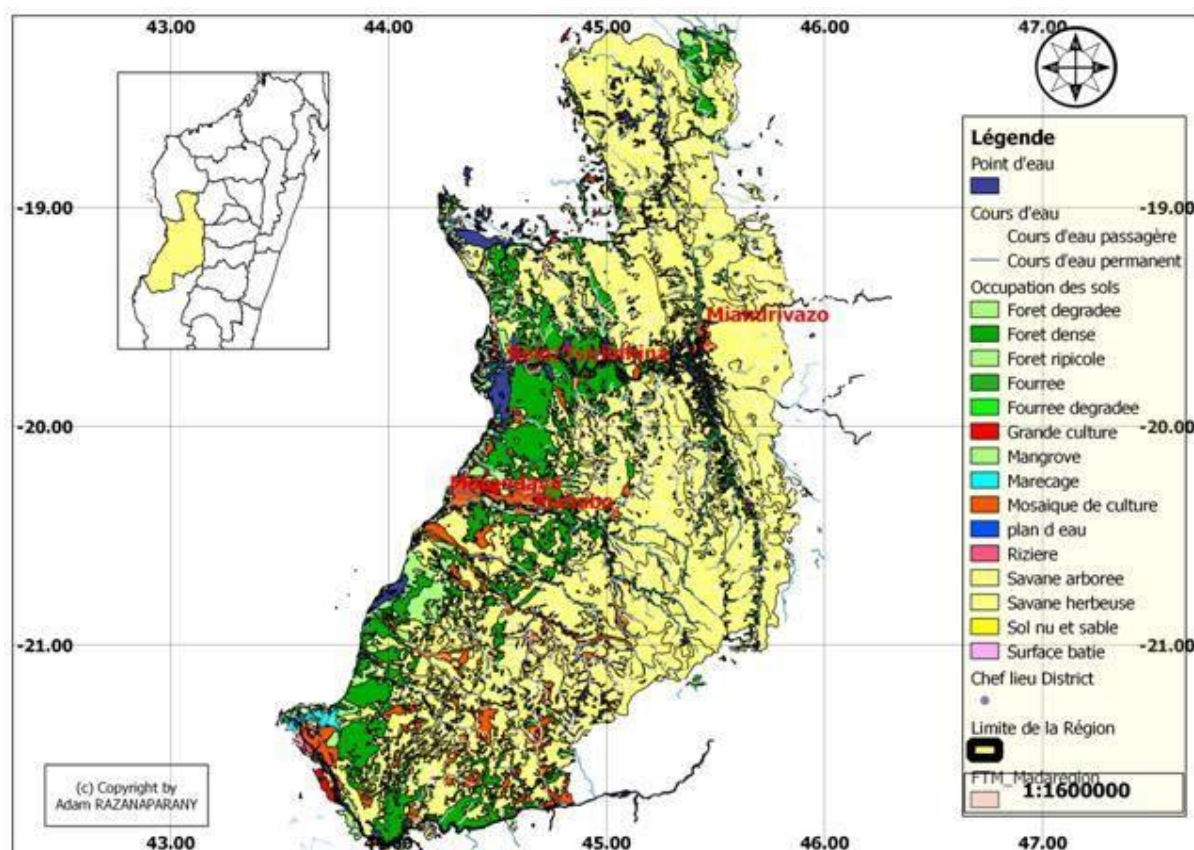 43.00 44.00 45.00 46.00 47.00
Légende
Point d'eau
-19.00 -19.00
Cours d'eau
Cours d'eau passagère
Cours d'eau permanent
Occupation des sols
Foret degradee
Foret dense
Foret ripicole
Fourree
Fourree degradee
Grande culture
Mangrove
Marecage
Mosaique de culture
plan d eau
Riziere
Savane arboree
Savane herbeuse
Sol nu et sable
Surface batie
Chef lieu District
Limite de la Région
FTM_Madaregion
1:1600000
Miandrivazo
-20.00 -20.00
-21.00 -21.00
(c) Copyright by
Adam RAZANAPARANY
43.00 44.00 45.00 46.00 47.00